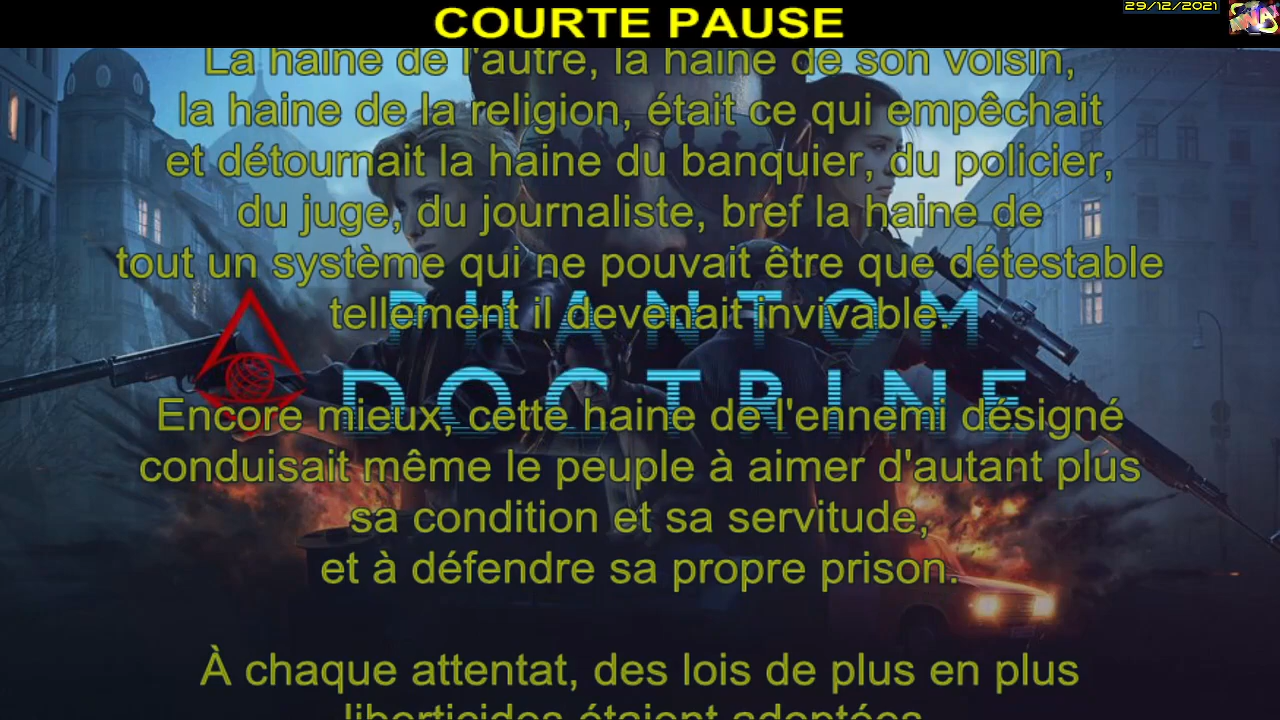 COURTE PAUSE
29/12/2021
La haine de l'autre, la haine de son voisin,
la haine de la religion, était ce qui empêchait
et détournait la haine du banquier, du policier,
du juge, du journaliste, bref la haine de
tout un système qui ne pouvait être que détestable
tellement il devenait invivable.
PHANTOM
DOCTRINE
Encore mieux, cette haine de l'ennemi désigné
conduisait même le peuple à aimer d'autant plus
sa condition et sa servitude,
et à défendre sa propre prison.
À chaque attentat, des lois de plus en plus
liberticides étaient adoptées